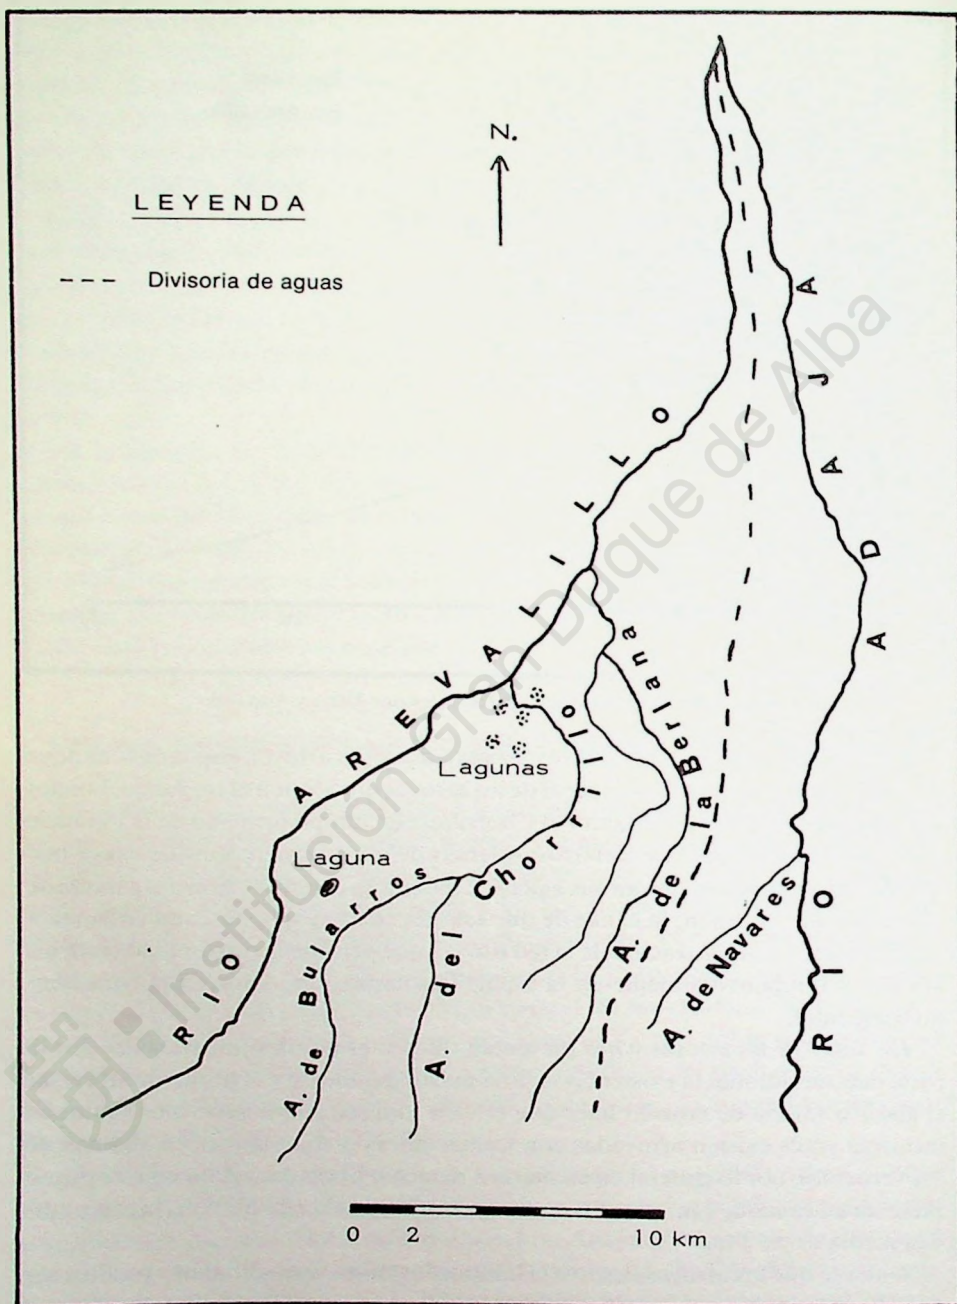 N.
LEYENDA
--- Divisoria de aguas
RIO AREVALILLO
RIO ADAJA
Lagunas
Laguna
A. de Bularros
A. del Chorrillo
A. de la Berlana
A. de Navares
0 2 10 km
Institución Gran Duque de Alba